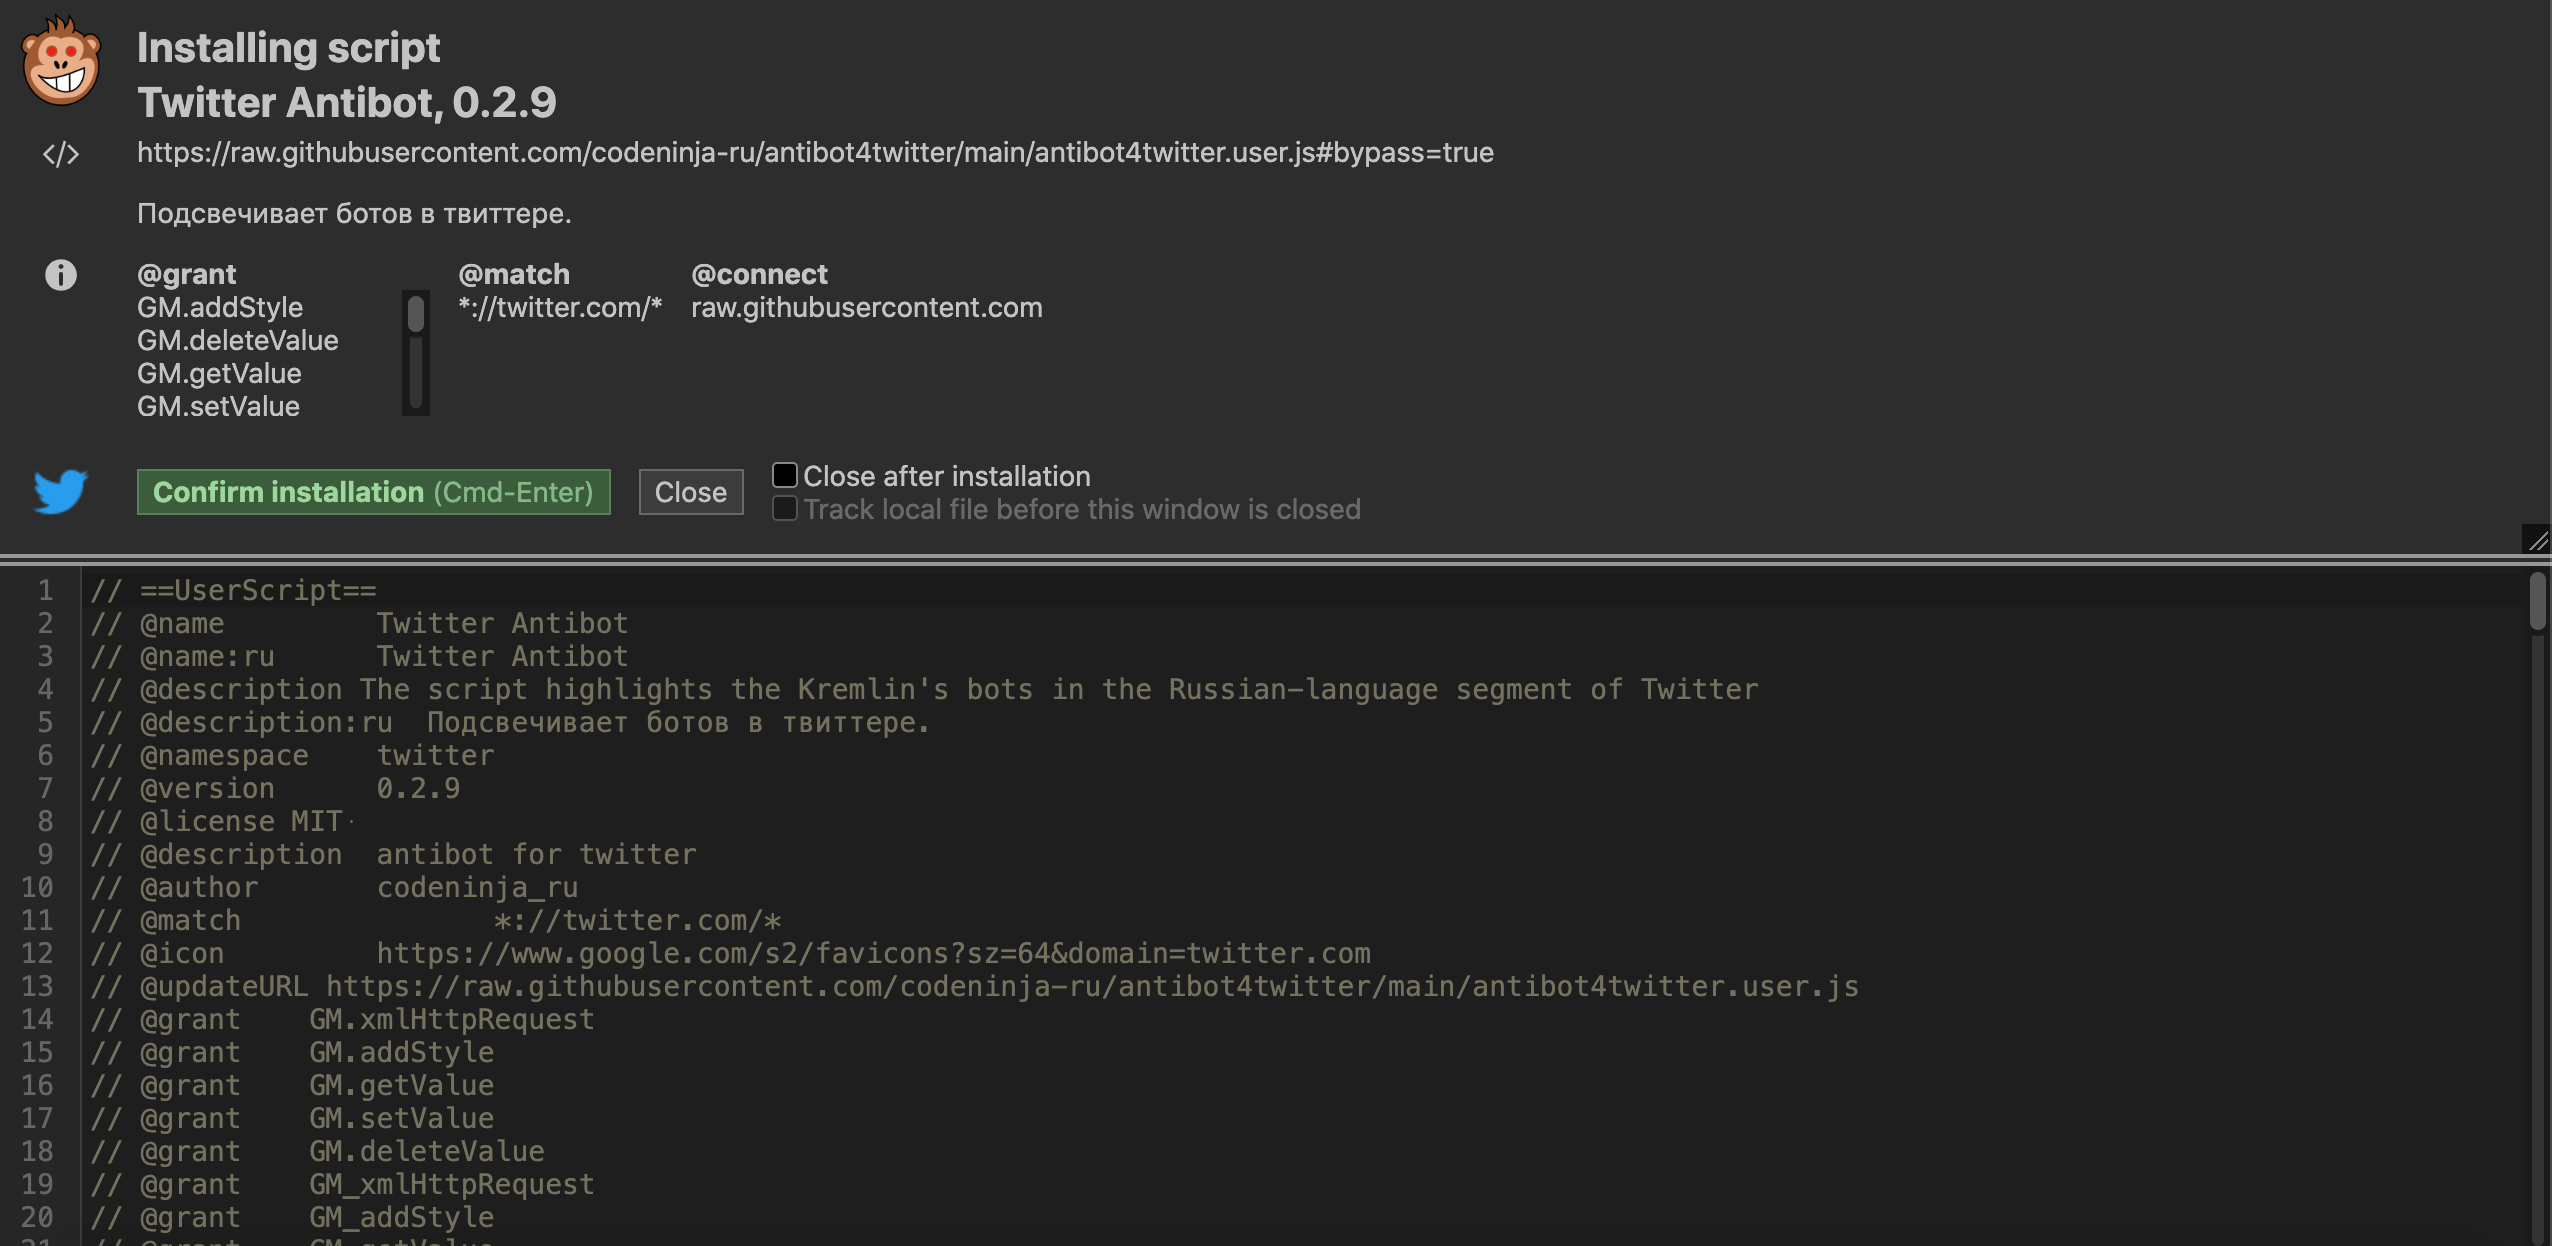 Installing script
Twitter Antibot, 0.2.9
https://raw.githubusercontent.com/codeninja-ru/antibot4twitter/main/antibot4twitter.user.js#bypass=true
Подсвечивает ботов в твиттере.
@grant
GM.addStyle
GM.deleteValue
GM.getValue
GM.setValue
@match
*://twitter.com/*
@connect
raw.githubusercontent.com
Confirm installation (Cmd-Enter)
Close
Close after installation
Track local file before this window is closed
1 // ==UserScript==
2 // @name Twitter Antibot
3 // @name:ru Twitter Antibot
4 // @description The script highlights the Kremlin's bots in the Russian-language segment of Twitter
5 // @description:ru Подсвечивает ботов в твиттере.
6 // @namespace twitter
7 // @version 0.2.9
8 // @license MIT
9 // @description antibot for twitter
10 // @author codeninja_ru
11 // @match *://twitter.com/*
12 // @icon https://www.google.com/s2/favicons?sz=64&domain=twitter.com
13 // @updateURL https://raw.githubusercontent.com/codeninja-ru/antibot4twitter/main/antibot4twitter.user.js
14 // @grant GM.xmlHttpRequest
15 // @grant GM.addStyle
16 // @grant GM.getValue
17 // @grant GM.setValue
18 // @grant GM.deleteValue
19 // @grant GM_xmlHttpRequest
20 // @grant GM_addStyle